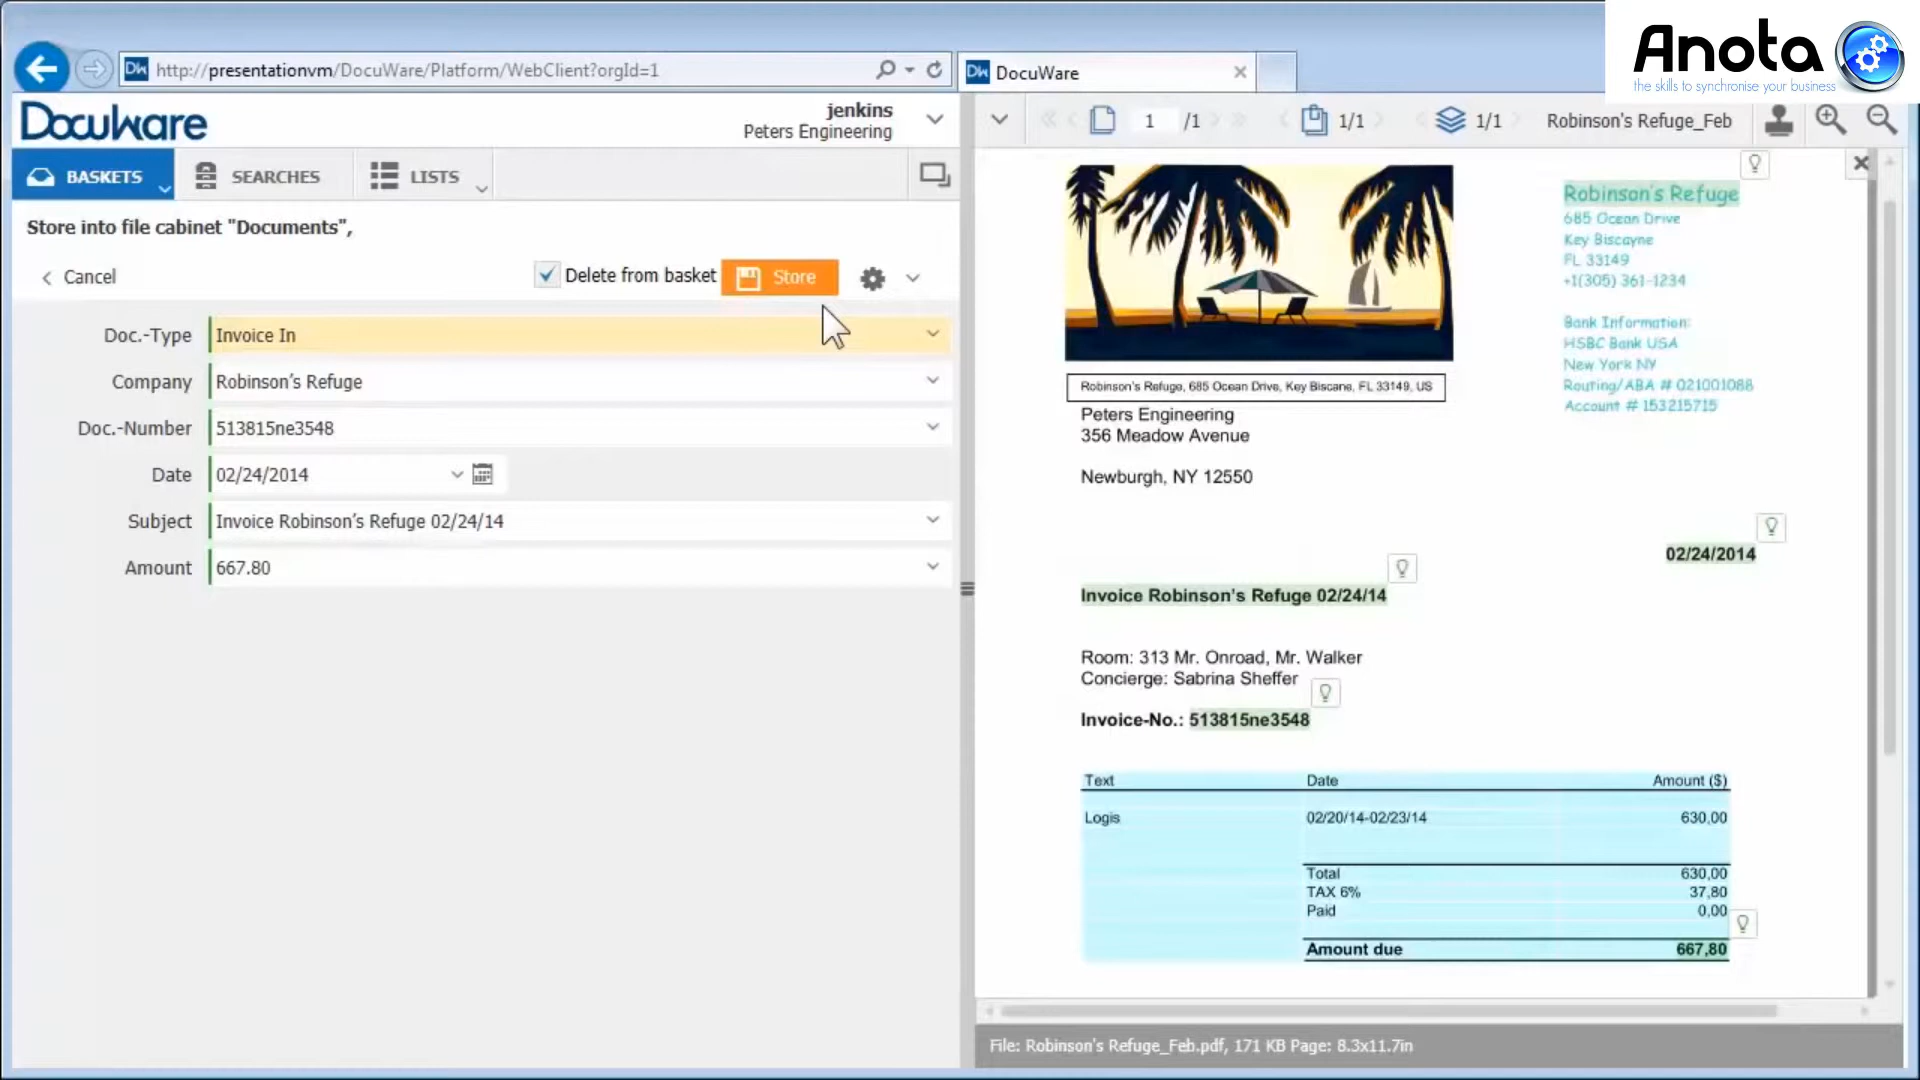 Anota
the skills to synchronise your business
http://presentationvm/DocuWare/Platform/WebClient?orgId=1
DocuWare
DocuWare
jenkins
Peters Engineering
BASKETS
SEARCHES
LISTS
Store into file cabinet "Documents",
Cancel
Delete from basket
Store
Doc.-Type
Invoice In
Company
Robinson's Refuge
Doc.-Number
513815ne3548
Date
02/24/2014
Subject
Invoice Robinson's Refuge 02/24/14
Amount
667.80
1 /1
1/1
1/1
Robinson's Refuge_Feb
Robinson's Refuge
685 Ocean Drive
Key Biscayne
FL 33149
+1(305) 361-1234
Bank Information:
HSBC Bank USA
New York NY
Routing/ABA # 021001088
Account # 153215715
Robinson's Refuge, 685 Ocean Drive, Key Biscane, FL 33149, US
Peters Engineering
356 Meadow Avenue
Newburgh, NY 12550
02/24/2014
Invoice Robinson's Refuge 02/24/14
Room: 313 Mr. Onroad, Mr. Walker
Concierge: Sabrina Sheffer
Invoice-No.: 513815ne3548
Text Date Amount ($)
Logis 02/20/14-02/23/14 630,00
Total 630,00
TAX 6% 37,80
Paid 0,00
Amount due 667,80
File: Robinson's Refuge_Feb.pdf, 171 KB Page: 8.3x11.7in